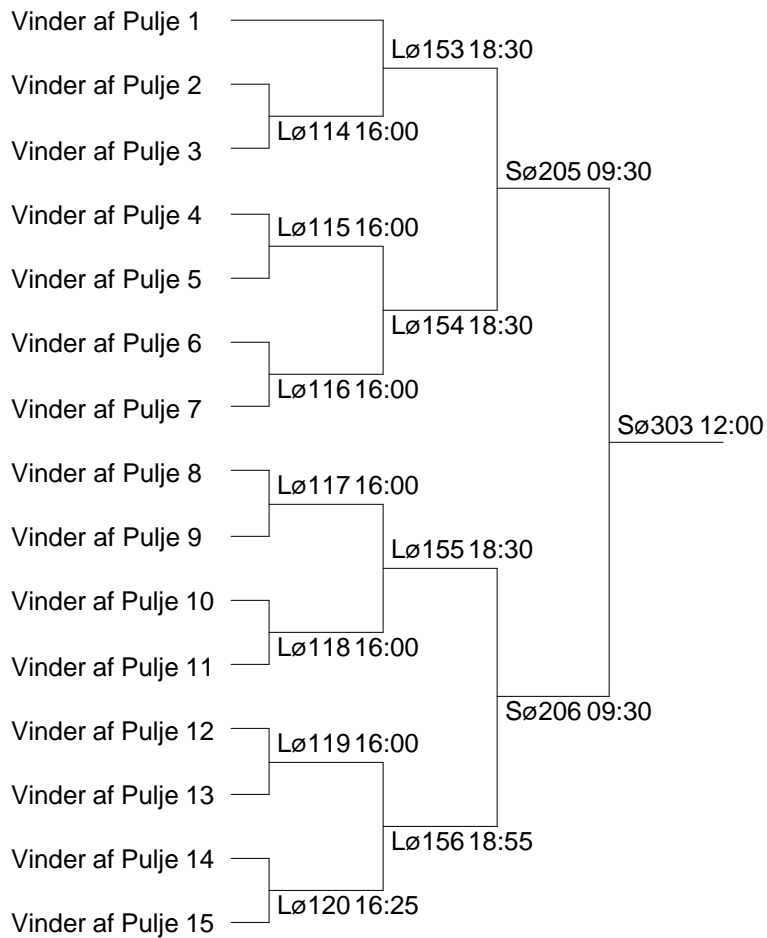 Vinder af Pulje 1
Lø153 18:30
Vinder af Pulje 2
Lø114 16:00
Vinder af Pulje 3
Sø205 09:30
Vinder af Pulje 4
Lø115 16:00
Vinder af Pulje 5
Lø154 18:30
Vinder af Pulje 6
Lø116 16:00
Vinder af Pulje 7
Sø303 12:00
Vinder af Pulje 8
Lø117 16:00
Vinder af Pulje 9
Lø155 18:30
Vinder af Pulje 10
Lø118 16:00
Vinder af Pulje 11
Sø206 09:30
Vinder af Pulje 12
Lø119 16:00
Vinder af Pulje 13
Lø156 18:55
Vinder af Pulje 14
Lø120 16:25
Vinder af Pulje 15